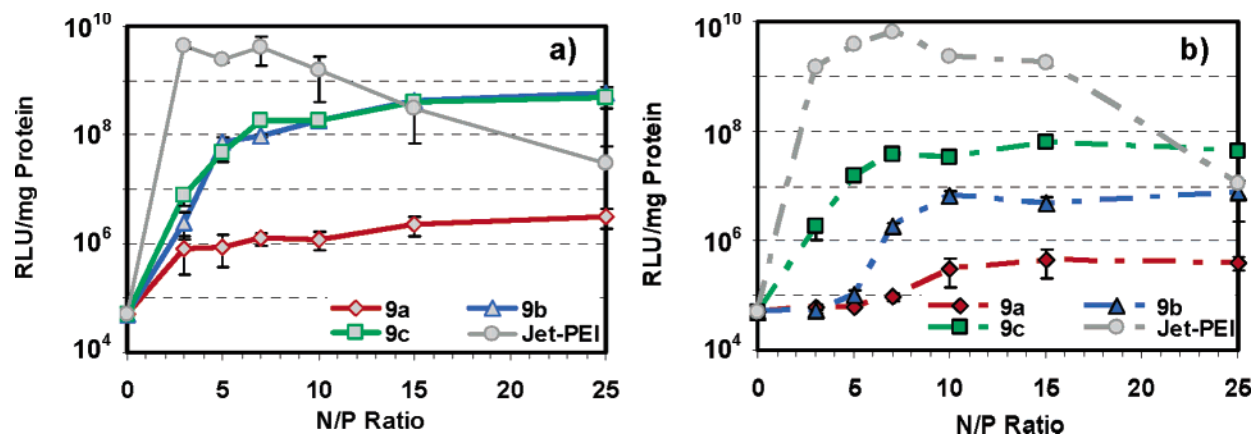 a)
RLU/mg Protein
10^10
10^8
10^6
10^4
9a 9b
9c Jet-PEI
0 5 10 15 20 25
N/P Ratio
b)
RLU/mg Protein
10^10
10^8
10^6
10^4
9a 9b
9c Jet-PEI
0 5 10 15 20 25
N/P Ratio